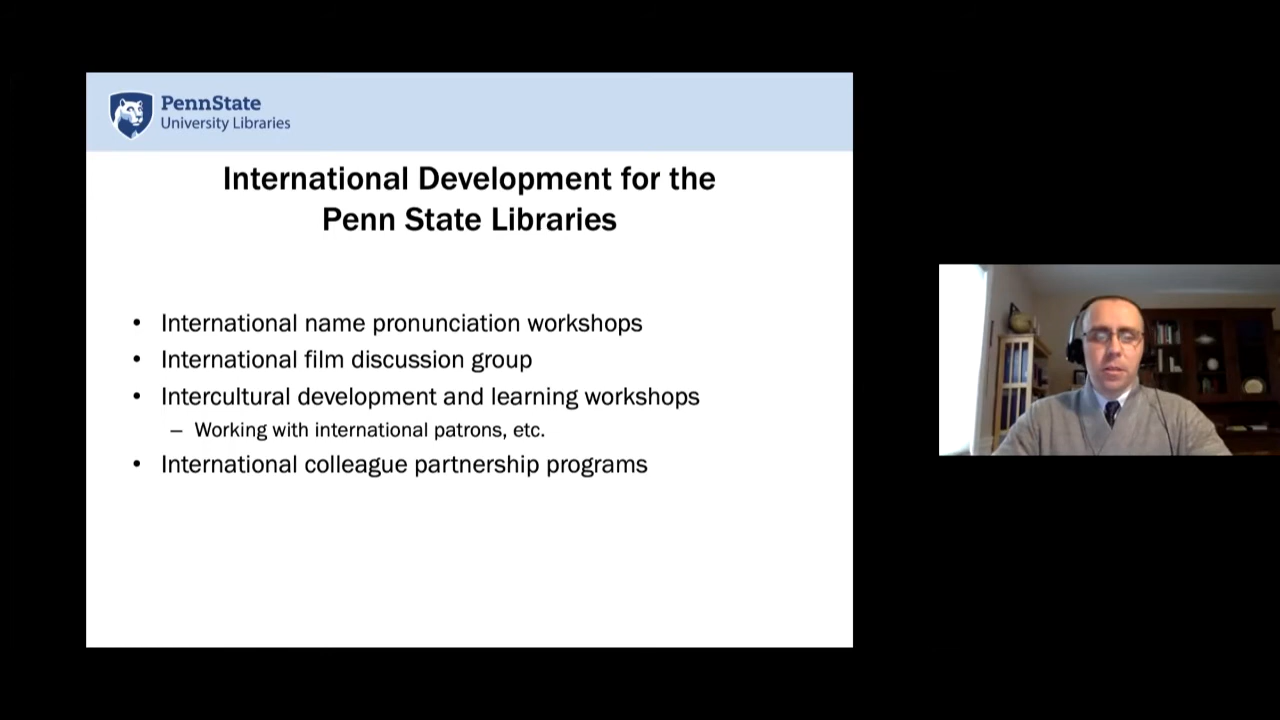 PennState
University Libraries
International Development for the
Penn State Libraries
• International name pronunciation workshops
• International film discussion group
• Intercultural development and learning workshops
– Working with international patrons, etc.
• International colleague partnership programs